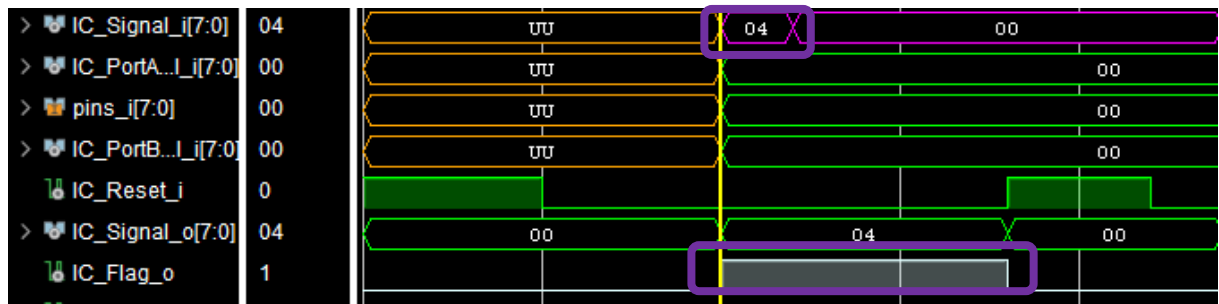 IC_Signal_i[7:0] 04 UU 04 00
IC_PortA...l_i[7:0] 00 UU 00
pins_i[7:0] 00 UU 00
IC_PortB...l_i[7:0] 00 UU 00
IC_Reset_i 0
IC_Signal_o[7:0] 04 00 04 00
IC_Flag_o 1